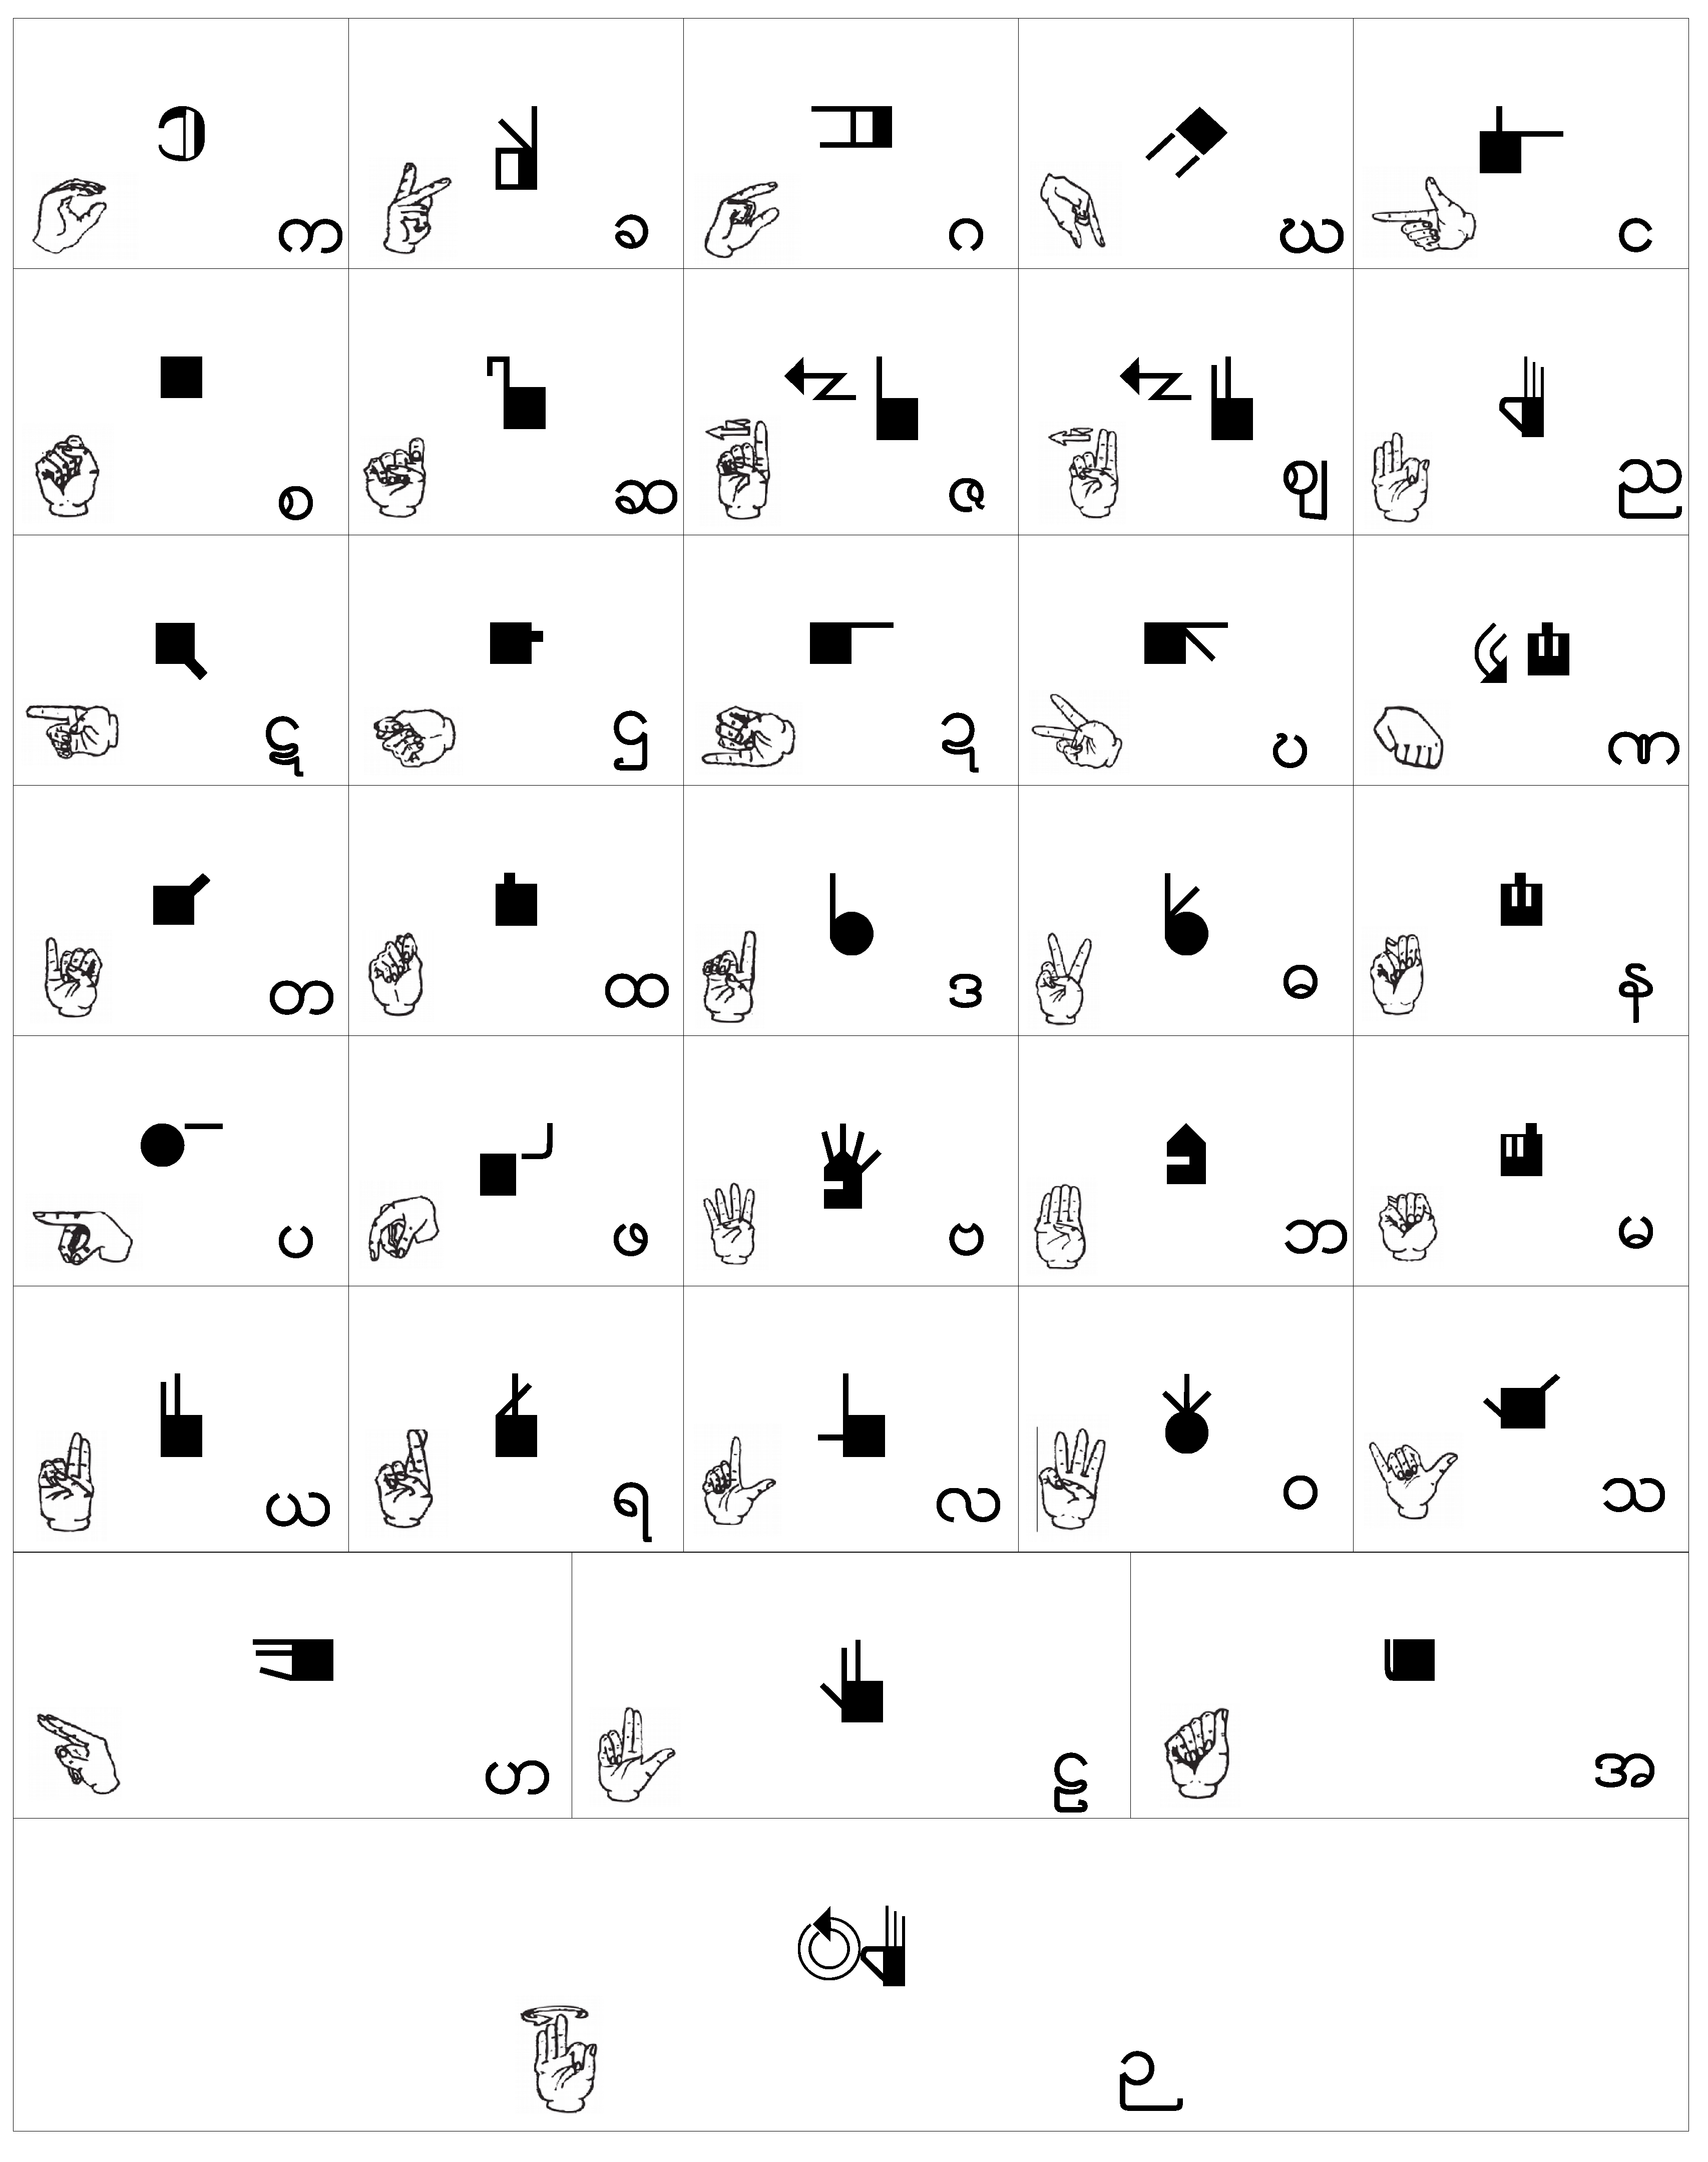 က ခ ဂ ဃ င
စ ဆ ဇ ဈ ည
ဋ ဌ ဍ ဎ ဏ
တ ထ ဒ ဓ န
ပ ဖ ဗ ဘ မ
ယ ရ လ ဝ သ
ဟ ဠ အ
ဉ